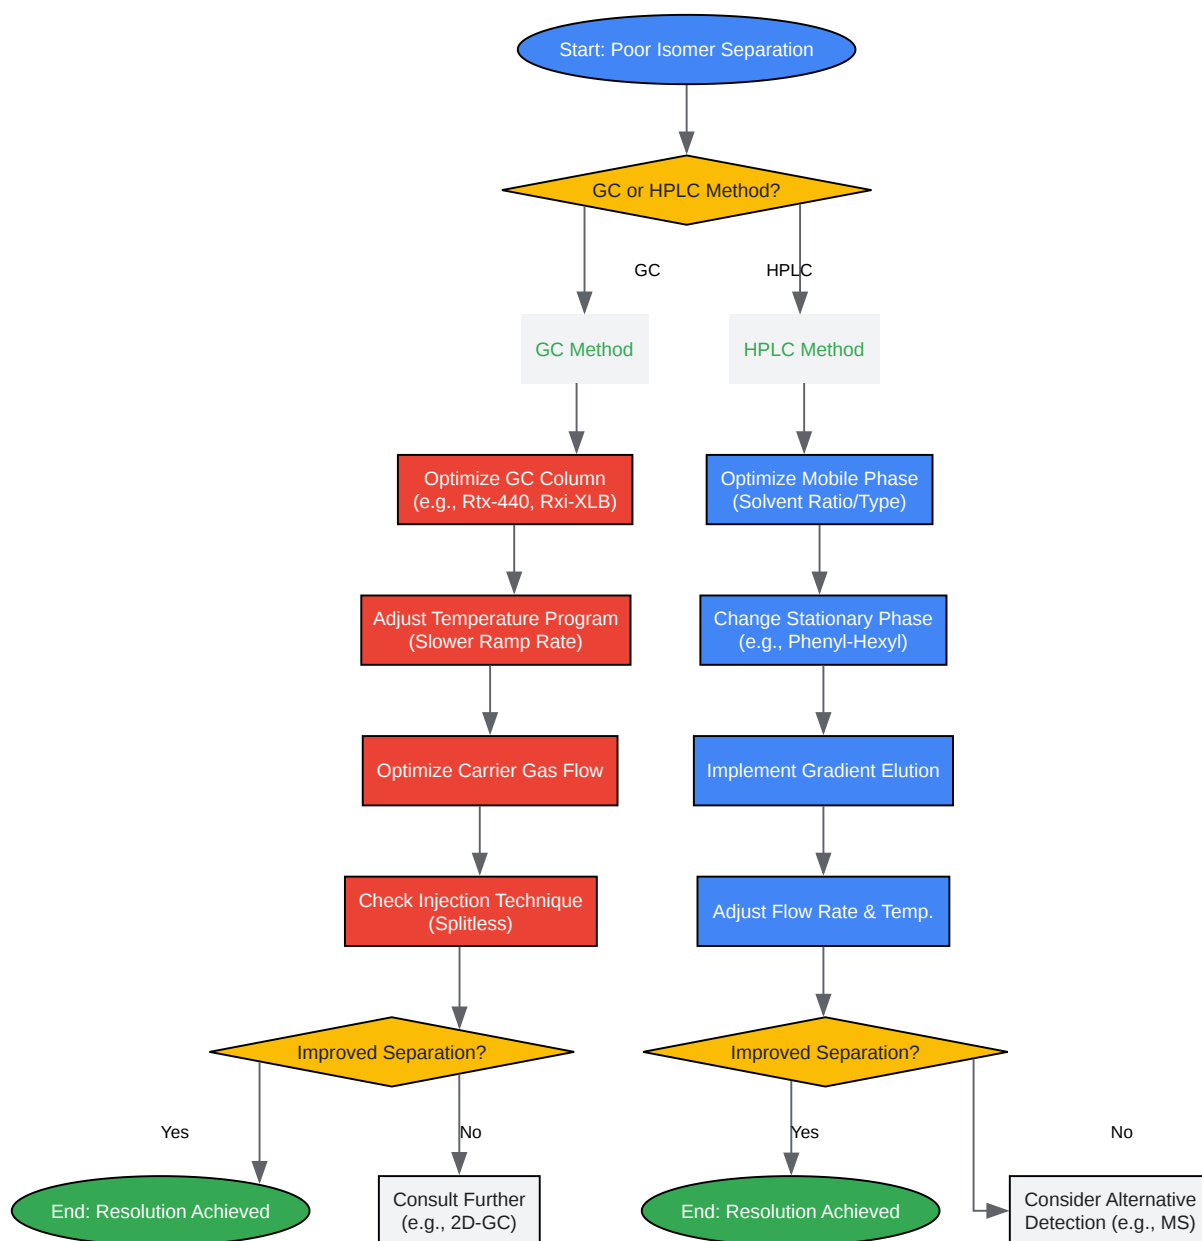 Start: Poor Isomer Separation
GC or HPLC Method?
GC
HPLC
GC Method
HPLC Method
Optimize GC Column
(e.g., Rtx-440, Rxi-XLB)
Optimize Mobile Phase
(Solvent Ratio/Type)
Adjust Temperature Program
(Slower Ramp Rate)
Change Stationary Phase
(e.g., Phenyl-Hexyl)
Optimize Carrier Gas Flow
Implement Gradient Elution
Check Injection Technique
(Splitless)
Adjust Flow Rate & Temp.
Improved Separation?
Improved Separation?
Yes
No
Yes
No
End: Resolution Achieved
Consult Further
(e.g., 2D-GC)
End: Resolution Achieved
Consider Alternative
Detection (e.g., MS)